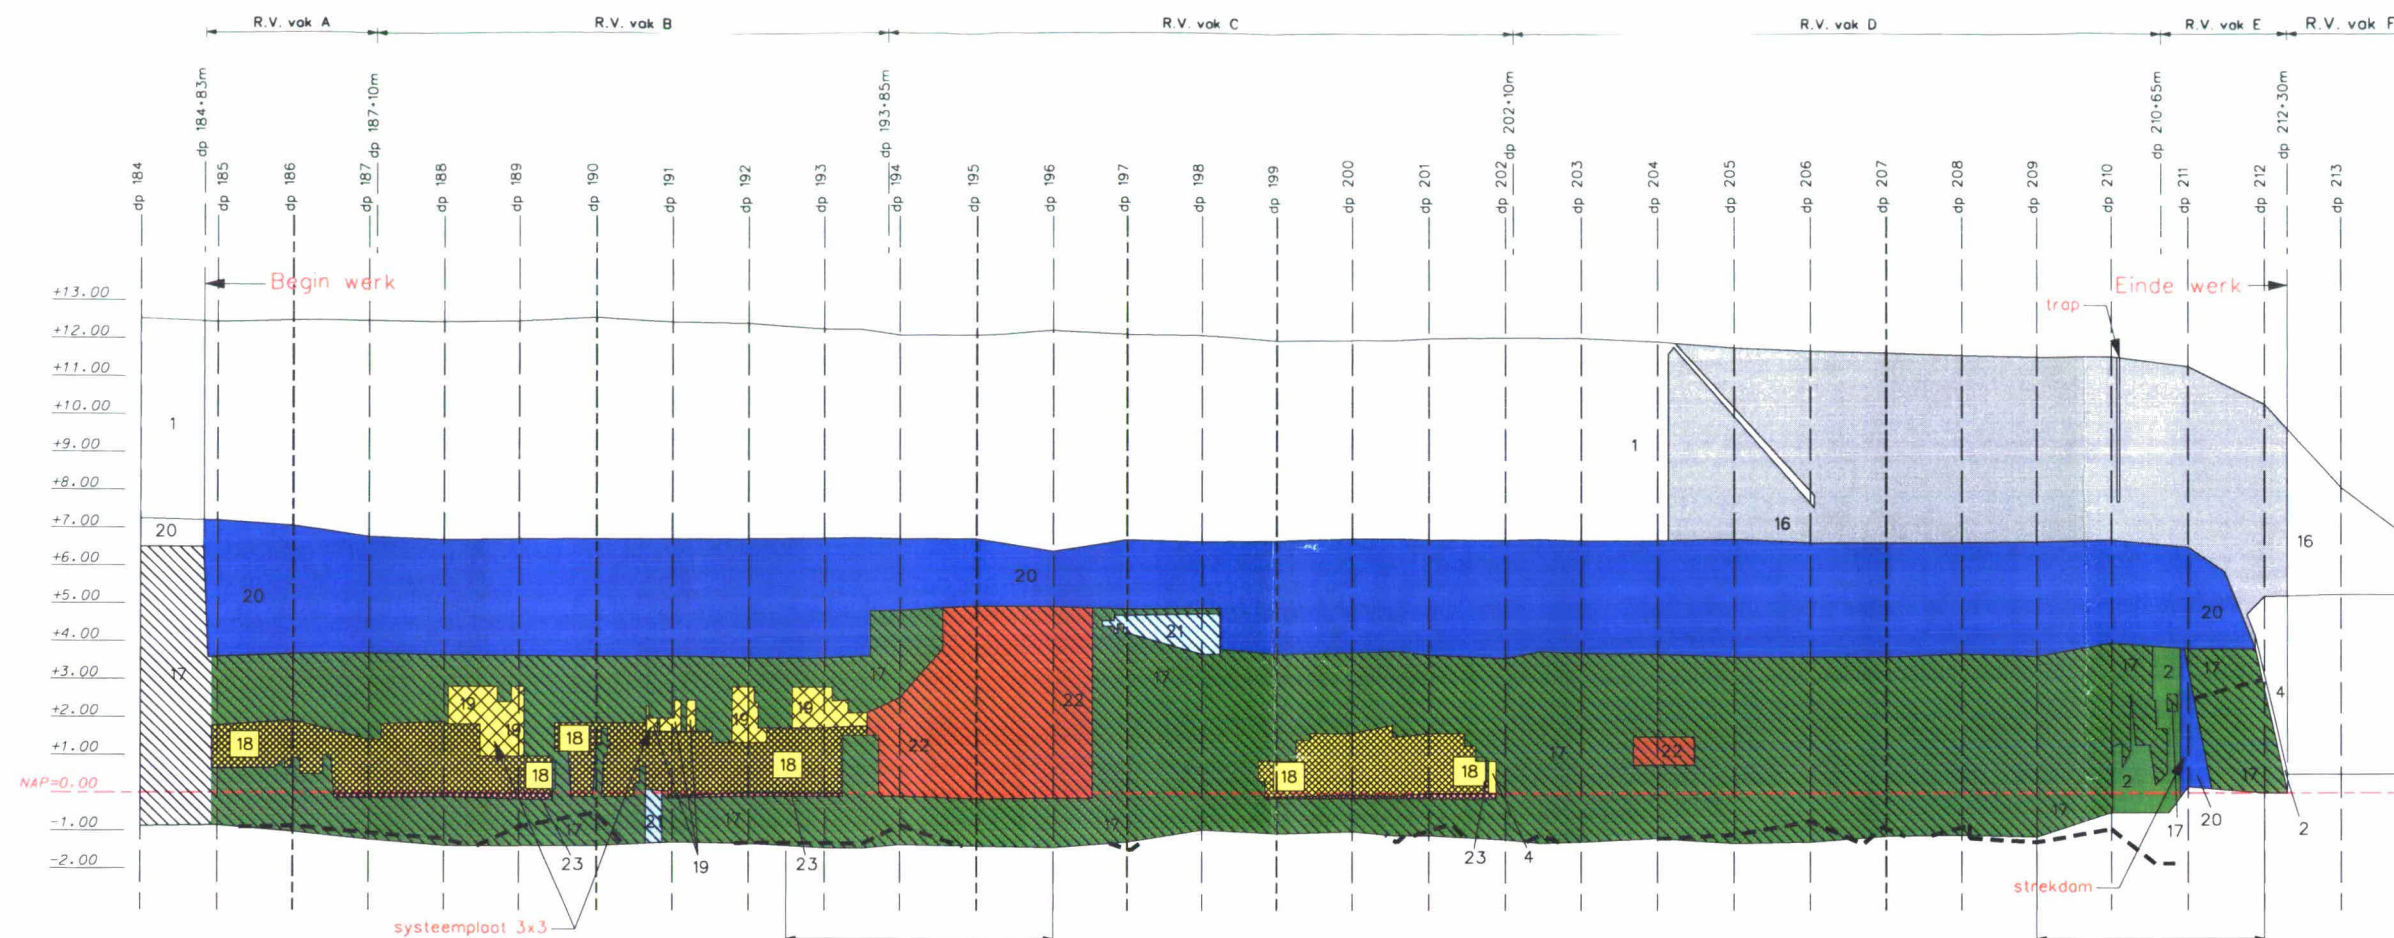 R.V. vak A
R.V. vak B
R.V. vak C
R.V. vak D
R.V. vak E
R.V. vak F
dp 184
dp 184+83m
dp 185
dp 186
dp 187
dp 187+10m
dp 188
dp 189
dp 190
dp 191
dp 192
dp 193
dp 193+85m
dp 194
dp 195
dp 196
dp 197
dp 198
dp 199
dp 200
dp 201
dp 202
dp 202+10m
dp 203
dp 204
dp 205
dp 206
dp 207
dp 208
dp 209
dp 210
dp 210+65m
dp 211
dp 212
dp 212+30m
dp 213
Begin werk
Einde werk
trap
+13.00
+12.00
+11.00
+10.00
+9.00
+8.00
+7.00
+6.00
+5.00
+4.00
+3.00
+2.00
+1.00
NAP=0.00
-1.00
-2.00
1
1
16
20
16
20
20
20
21
17
17
17
17
2
17
19
19
19
19
22
4
18
18
18
18
22
17
22
18
18
2
17
17
21
17
17
17
20
2
23
19
23
23
4
systeemplaat 3x3
strekdam